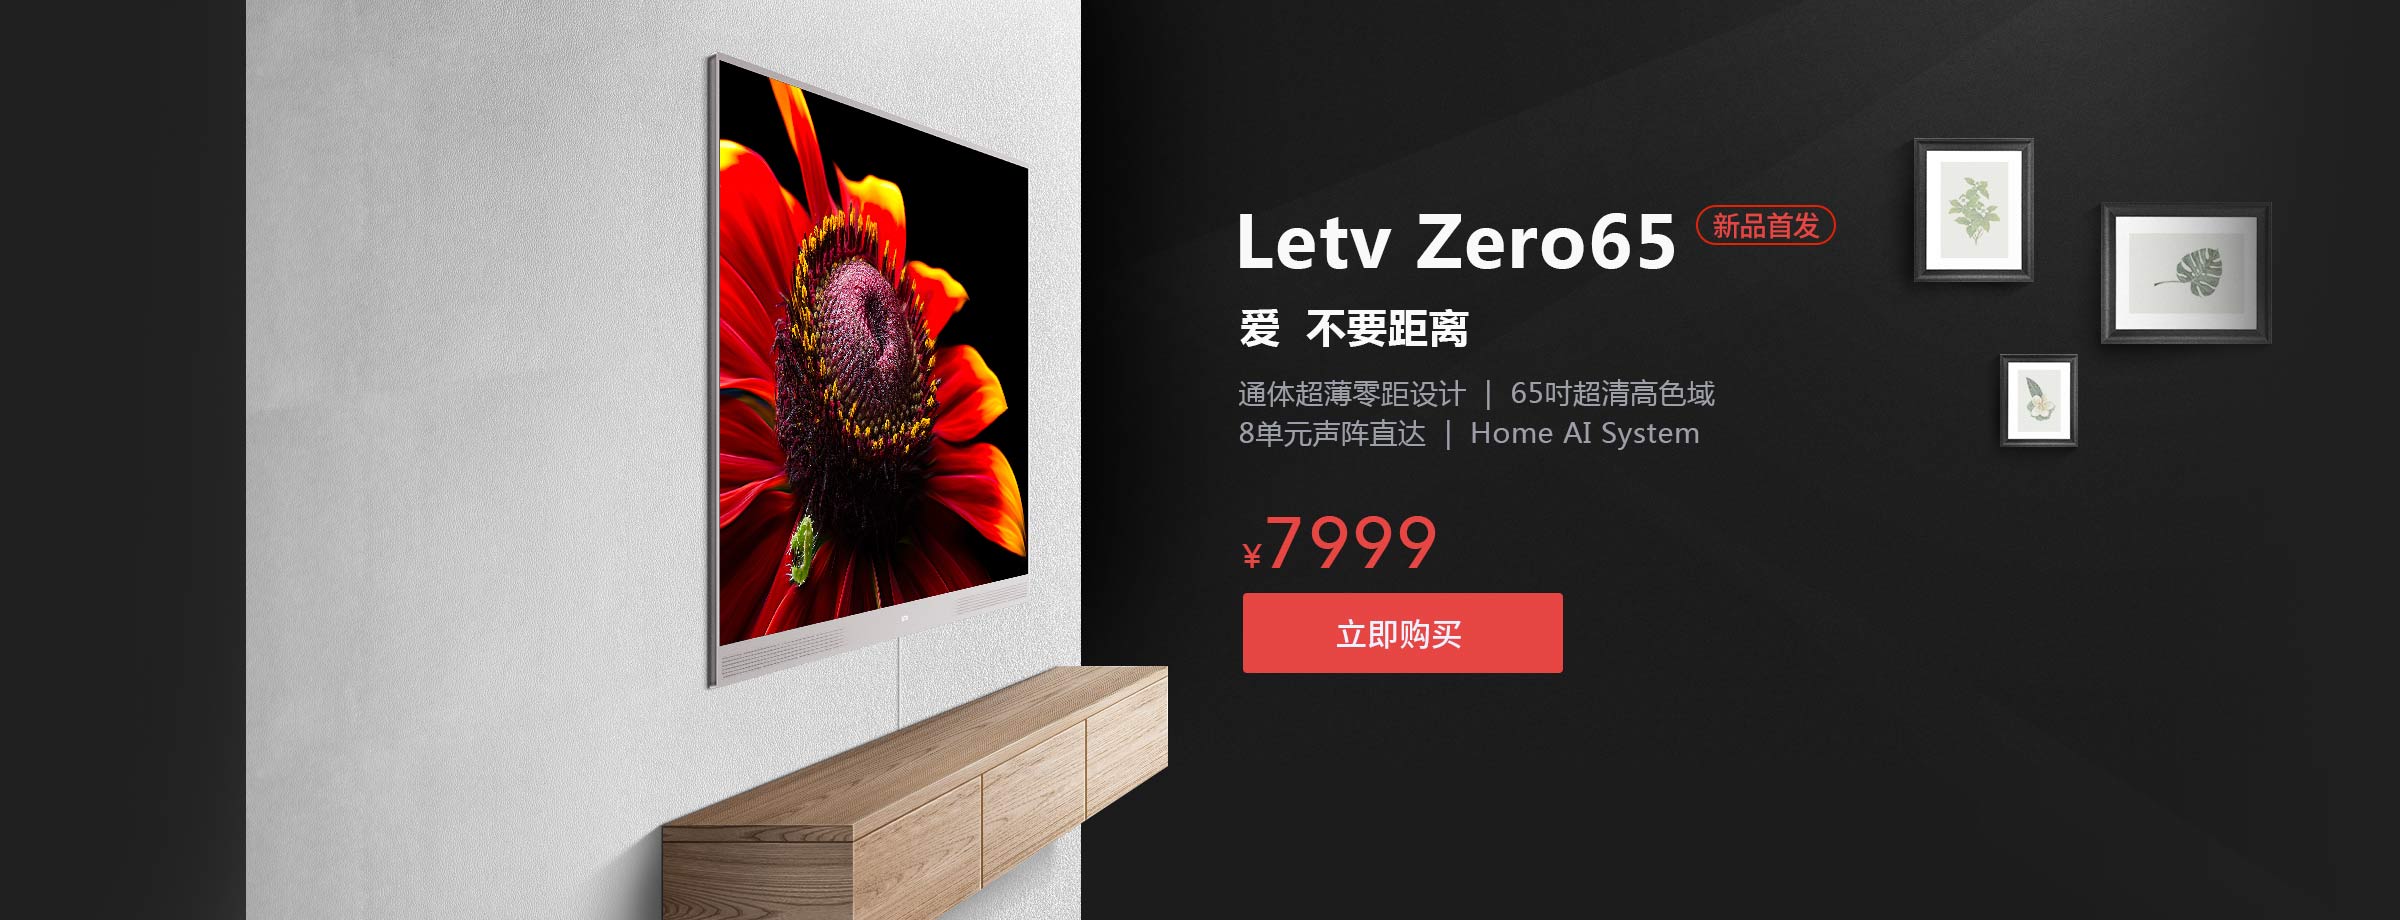 Letv Zero65 新品首发
爱 不要距离
通体超薄零距设计 | 65吋超清高色域
8单元声阵直达 | Home AI System
¥7999
立即购买